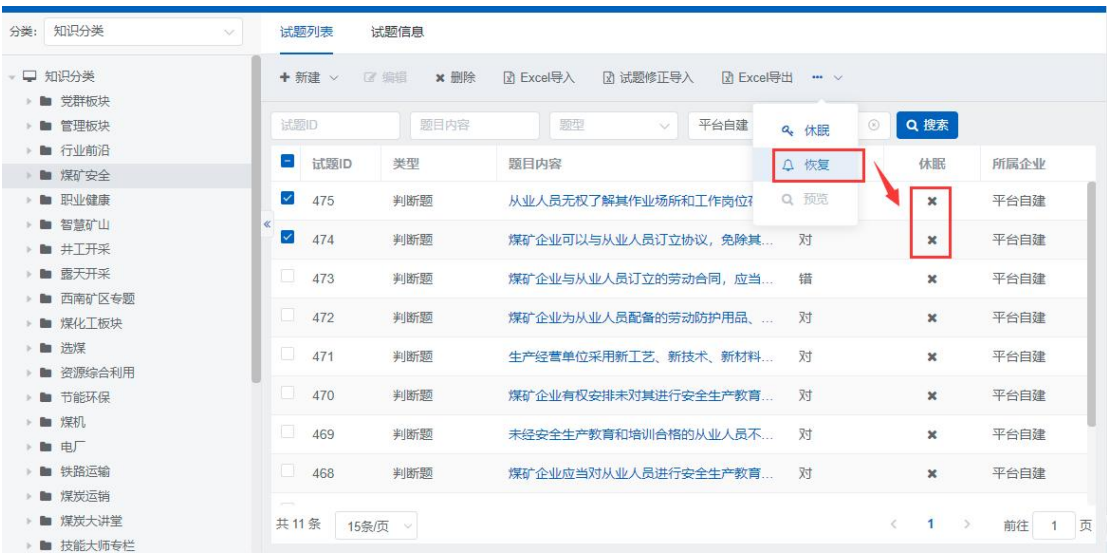 分类: 知识分类
知识分类
党群板块
管理板块
行业前沿
煤矿安全
职业健康
智慧矿山
井工开采
露天开采
西南矿区专题
煤化工板块
选煤
资源综合利用
节能环保
煤机
电厂
铁路运输
煤炭运销
煤炭大讲堂
技能大师专栏
试题列表 试题信息
新建 编辑 删除 Excel导入 试题修正导入 Excel导出
试题ID 题目内容 题型 平台自建 搜索
休眠
恢复
预览
试题ID 类型 题目内容 休眠 所属企业
475 判断题 从业人员无权了解其作业场所和工作岗位 平台自建
474 判断题 煤矿企业可以与从业人员订立协议，免除其... 对 平台自建
473 判断题 煤矿企业与从业人员订立的劳动合同，应当... 错 平台自建
472 判断题 煤矿企业为从业人员配备的劳动防护用品、... 对 平台自建
471 判断题 生产经营单位采用新工艺、新技术、新材料... 对 平台自建
470 判断题 煤矿企业有权安排未对其进行安全生产教育... 对 平台自建
469 判断题 未经安全生产教育和培训合格的从业人员不... 对 平台自建
468 判断题 煤矿企业应当对从业人员进行安全生产教育... 对 平台自建
共 11 条 15条/页 1 前往 1 页